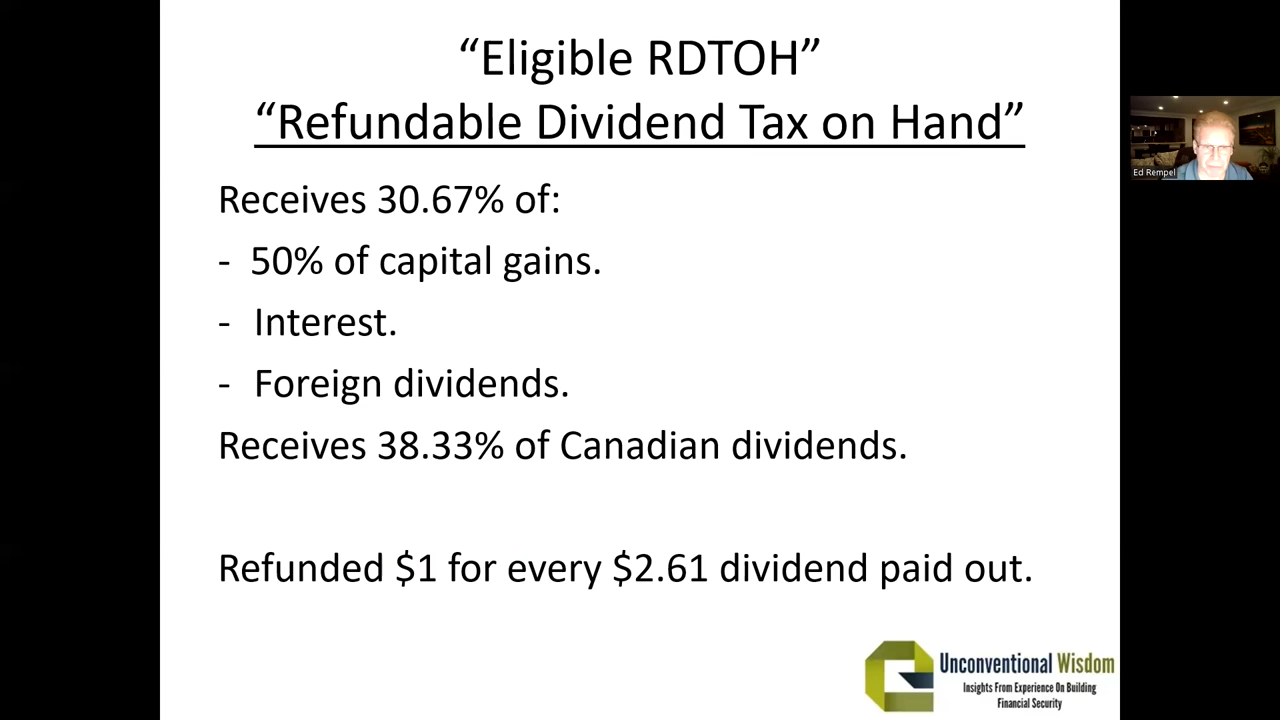 “Eligible RDTOH”
“Refundable Dividend Tax on Hand”
Receives 30.67% of:
- 50% of capital gains.
- Interest.
- Foreign dividends.
Receives 38.33% of Canadian dividends.
Refunded $1 for every $2.61 dividend paid out.
Ed Rempel
Unconventional Wisdom
Insights From Experience On Building
Financial Security